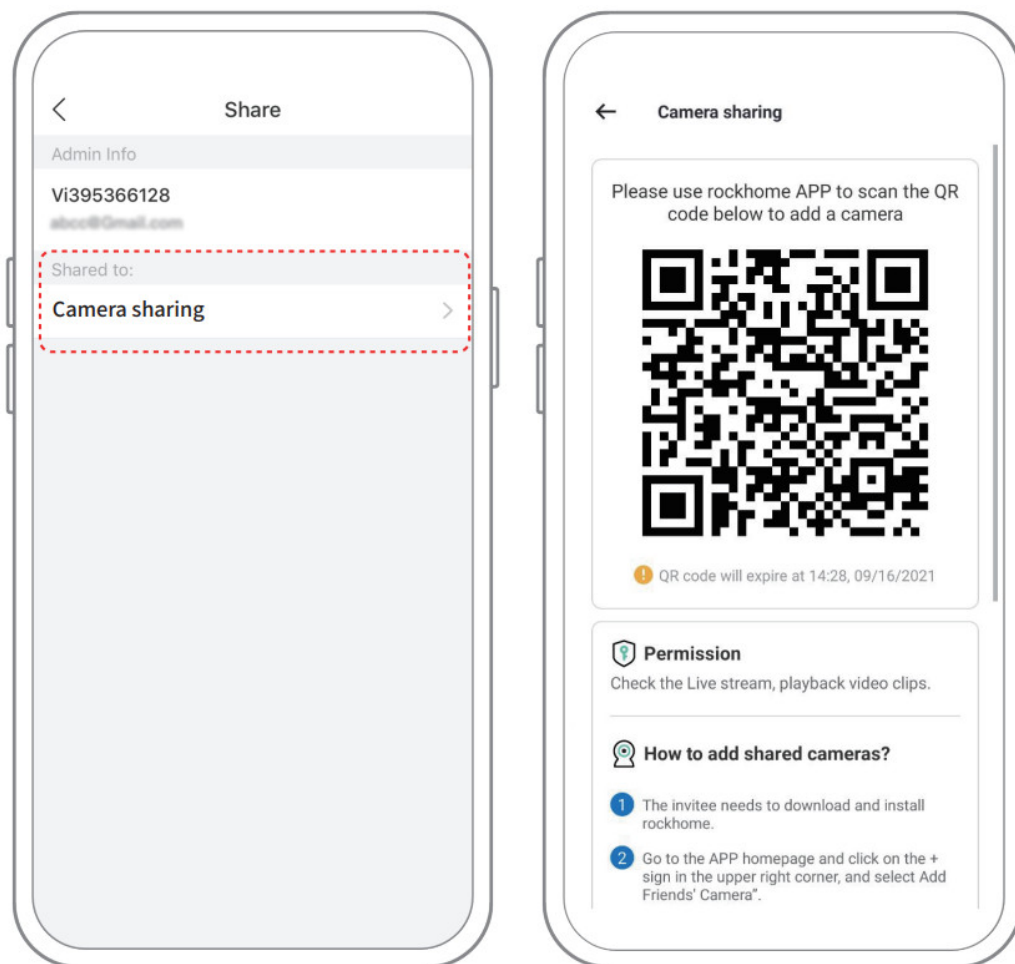 Share
Admin Info
Vi395366128
abcc@Gmail.com
Shared to:
Camera sharing
Camera sharing
Please use rockhome APP to scan the QR
code below to add a camera
QR code will expire at 14:28, 09/16/2021
Permission
Check the Live stream, playback video clips.
How to add shared cameras?
1 The invitee needs to download and install
rockhome.
2 Go to the APP homepage and click on the +
sign in the upper right corner, and select Add
Friends' Camera”.